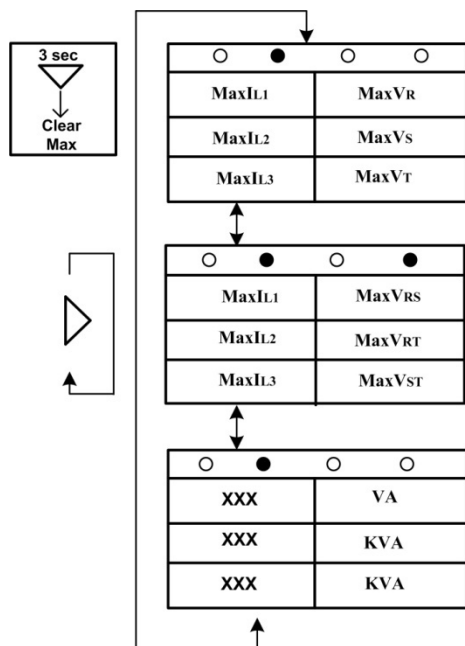 3 sec
Clear
Max
MaxIL1 MaxVR
MaxIL2 MaxVS
MaxIL3 MaxVT
MaxIL1 MaxVRS
MaxIL2 MaxVRT
MaxIL3 MaxVST
XXX VA
XXX KVA
XXX KVA